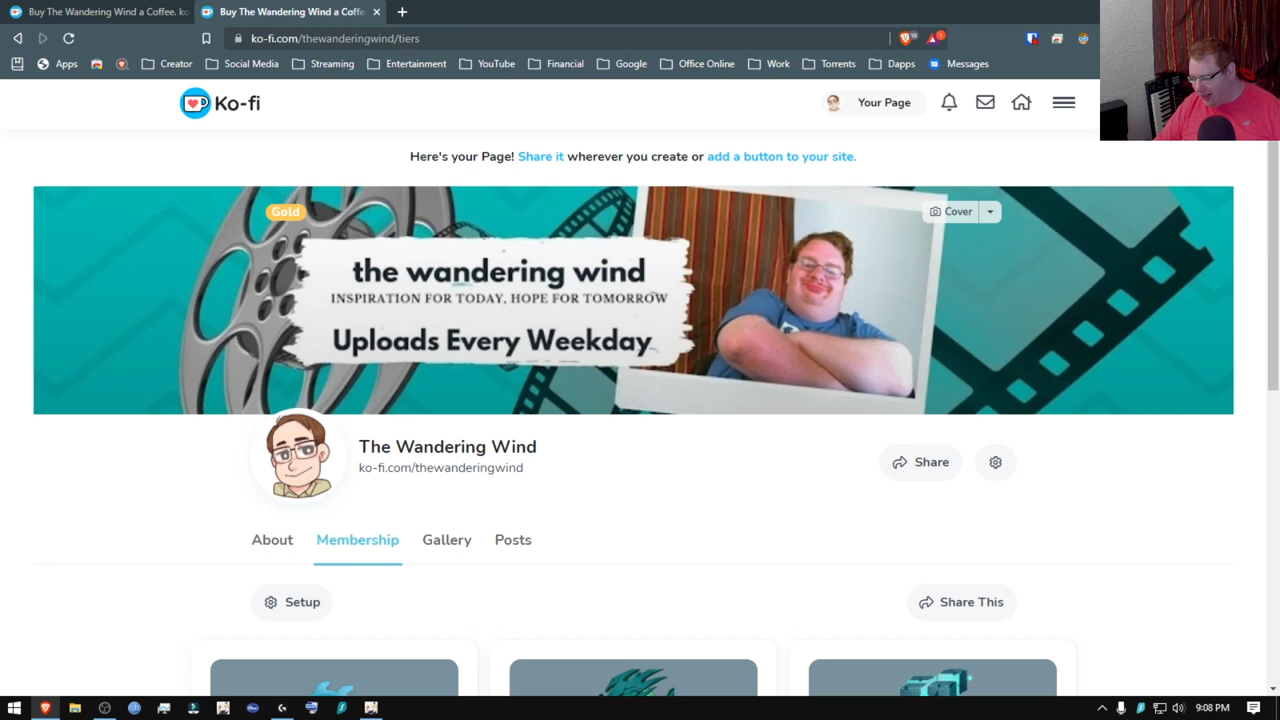 Buy The Wandering Wind a Coffee. ko
Buy The Wandering Wind a Coffe
ko-fi.com/thewanderingwind/tiers
10
1
Apps
Creator
Social Media
Streaming
Entertainment
YouTube
Financial
Google
Office Online
Work
Torrents
Dapps
Messages
Ko-fi
Your Page
Here's your Page! Share it wherever you create or add a button to your site.
Gold
Cover
the wandering wind
INSPIRATION FOR TODAY, HOPE FOR TOMORROW
Uploads Every Weekday
The Wandering Wind
ko-fi.com/thewanderingwind
Share
About
Membership
Gallery
Posts
Setup
Share This
9:08 PM